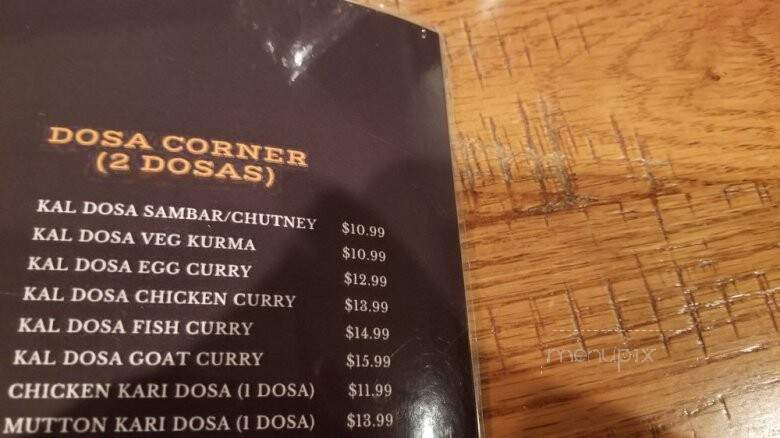 DOSA CORNER
(2 DOSAS)
KAL DOSA SAMBAR/CHUTNEY $10.99
KAL DOSA VEG KURMA $10.99
KAL DOSA EGG CURRY $12.99
KAL DOSA CHICKEN CURRY $13.99
KAL DOSA FISH CURRY $14.99
KAL DOSA GOAT CURRY $15.99
CHICKEN KARI DOSA (1 DOSA) $11.99
MUTTON KARI DOSA (1 DOSA) $13.99
menupix